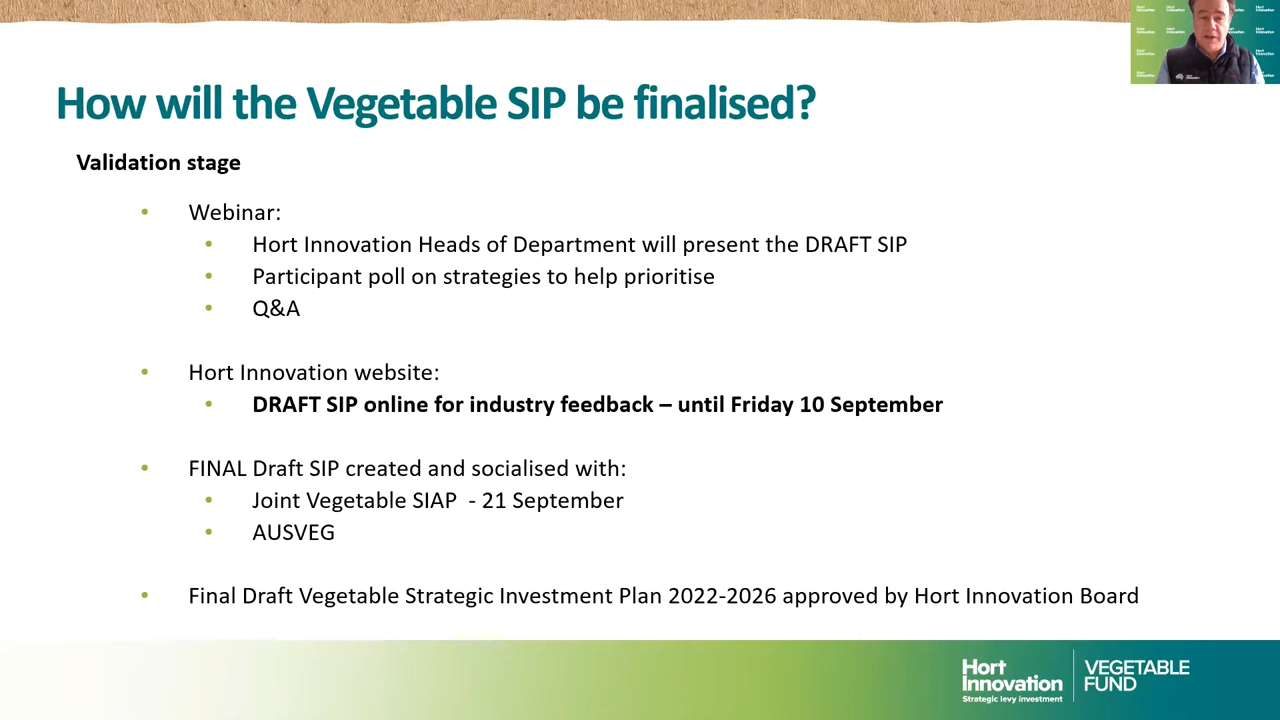 How will the Vegetable SIP be finalised?
Validation stage
• Webinar:
• Hort Innovation Heads of Department will present the DRAFT SIP
• Participant poll on strategies to help prioritise
• Q&A
• Hort Innovation website:
• DRAFT SIP online for industry feedback – until Friday 10 September
• FINAL Draft SIP created and socialised with:
• Joint Vegetable SIAP - 21 September
• AUSVEG
• Final Draft Vegetable Strategic Investment Plan 2022-2026 approved by Hort Innovation Board
Hort
Innovation
Strategic levy investment
VEGETABLE
FUND